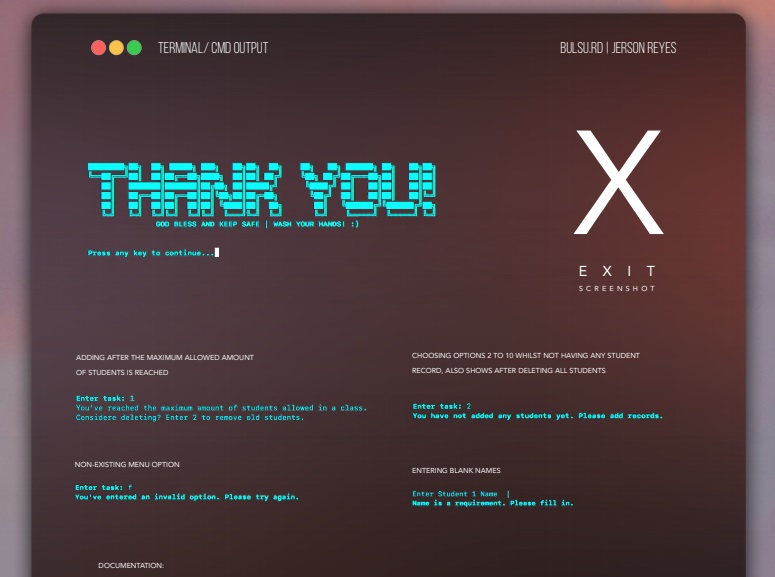 TERMINAL/ CMD OUTPUT
BULSU.RD | JERSON REYES
THANK YOU!
GOD BLESS AND KEEP SAFE | WASH YOUR HANDS! :)
Press any key to continue...
X
EXIT
SCREENSHOT
ADDING AFTER THE MAXIMUM ALLOWED AMOUNT
OF STUDENTS IS REACHED
Enter task: 1
You've reached the maximum amount of students allowed in a class.
Considere deleting? Enter 2 to remove old students.
CHOOSING OPTIONS 2 TO 10 WHILST NOT HAVING ANY STUDENT
RECORD, ALSO SHOWS AFTER DELETING ALL STUDENTS
Enter task: 2
You have not added any students yet. Please add records.
NON-EXISTING MENU OPTION
Enter task: f
You've entered an invalid option. Please try again.
ENTERING BLANK NAMES
Enter Student 1 Name |
Name is a requirement. Please fill in.
DOCUMENTATION: